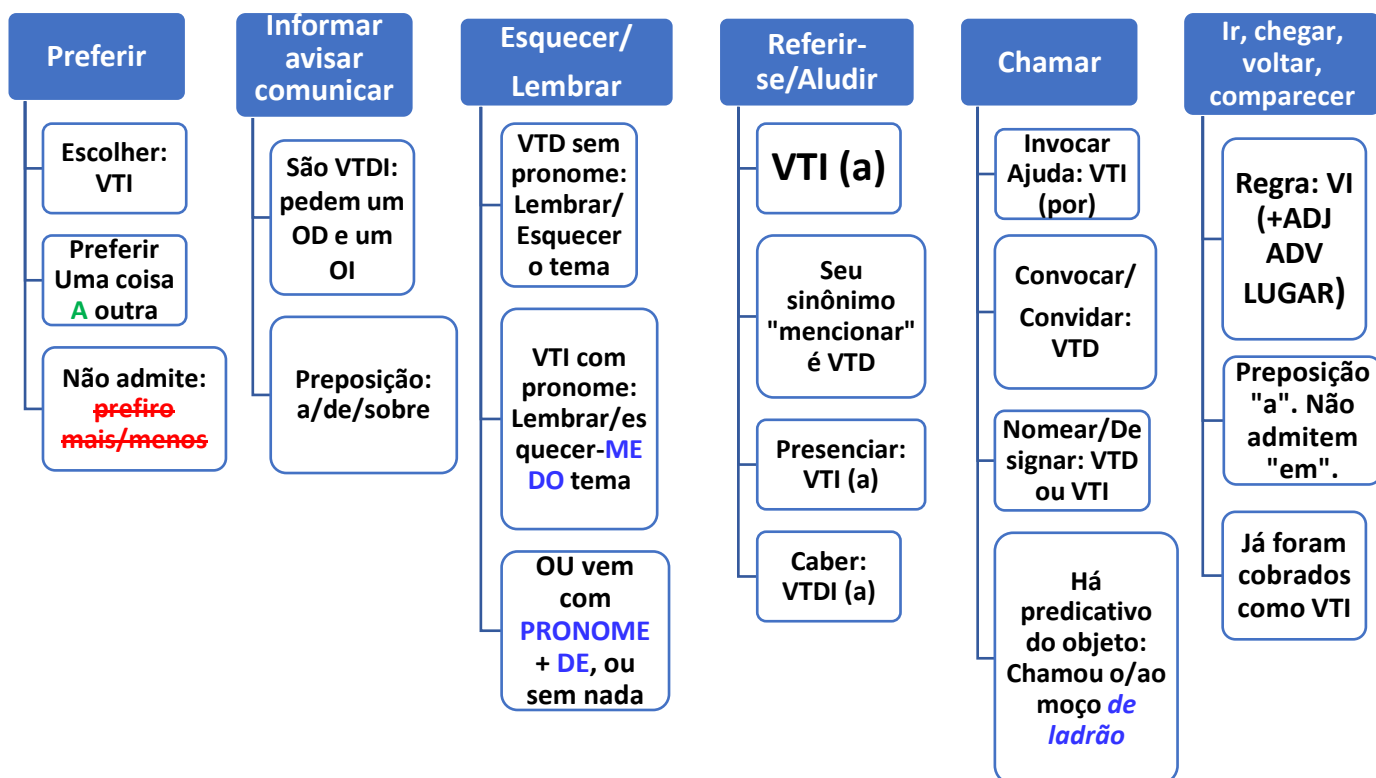 Preferir
Escolher:
VTI
Preferir
Uma coisa
A outra
Não admite:
prefiro
mais/menos
Informar
avisar
comunicar
São VTDI:
pedem um
OD e um
OI
Preposição:
a/de/sobre
Esquecer/
Lembrar
VTD sem
pronome:
Lembrar/
Esquecer
o tema
VTI com
pronome:
Lembrar/es
quecer-ME
DO tema
OU vem
com
PRONOME
+ DE, ou
sem nada
Referir-
se/Aludir
VTI (a)
Seu
sinônimo
"mencionar"
é VTD
Presenciar:
VTI (a)
Caber:
VTDI (a)
Chamar
Invocar
Ajuda: VTI
(por)
Convocar/
Convidar:
VTD
Nomear/De
signar: VTD
ou VTI
Há
predicativo
do objeto:
Chamou o/ao
moço de
ladrão
Ir, chegar,
voltar,
comparecer
Regra: VI
(+ADJ
ADV
LUGAR)
Preposição
"a". Não
admitem
"em".
Já foram
cobrados
como VTI